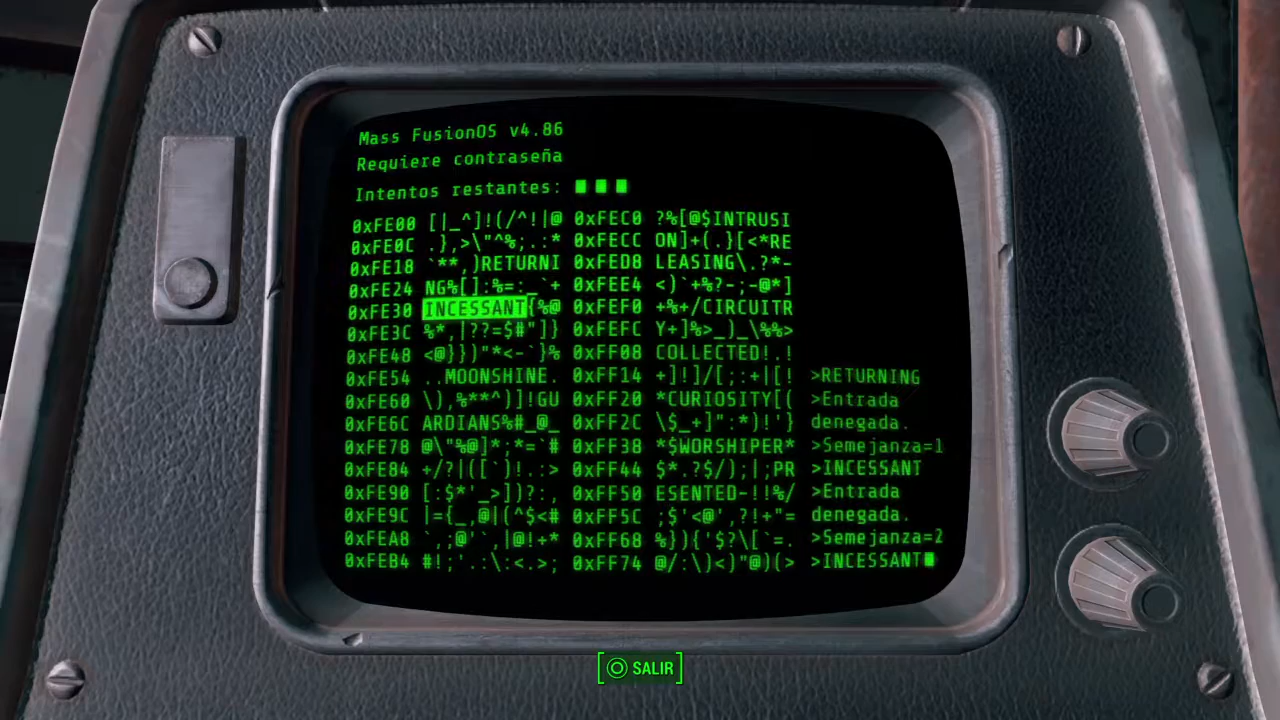 Mass FusionOS v4.86
Requiere contraseña
Intentos restantes: ■ ■ ■
0xFE00 [|_^]!(/^!|@ 0xFEC0 ?%[@$INTRUSI
0xFE0C .},>\"^%;.:* 0xFECC ON]+(.}[<*RE
0xFE18 `**,)RETURNI 0xFED8 LEASING\.?*-
0xFE24 NG%[]:%=:_`+ 0xFEE4 <)`+%?-;-@*]
0xFE30 INCESSANT{%@ 0xFEF0 +%+/CIRCUITR
0xFE3C %*,|??=$#"]} 0xFEFC Y+]%>_)_\%%>
0xFE48 <@}})"*<-`}% 0xFF08 COLLECTED!.!
0xFE54 ..MOONSHINE. 0xFF14 +]!]/[;:+|[! >RETURNING
0xFE60 \),%**^)]!GU 0xFF20 *CURIOSITY[( >Entrada
0xFE6C ARDIANS%#_@_ 0xFF2C \$_+]":*)!'} denegada.
0xFE78 @\"%@]*;*=`# 0xFF38 *$WORSHIPER* >Semejanza=1
0xFE84 +/?|([`)!.:> 0xFF44 $*.?$/);|;PR >INCESSANT
0xFE90 [:$*'_>])?:, 0xFF50 ESENTED-!!%/ >Entrada
0xFE9C |={_,@|(^$<# 0xFF5C ;$'<@',?!+"= denegada.
0xFEA8 `,;@'`,|@!+* 0xFF68 %}){'$?\[`=. >Semejanza=2
0xFEB4 #!;'.:\:<.>; 0xFF74 @/:\)<)"@)(> >INCESSANT■
SALIR